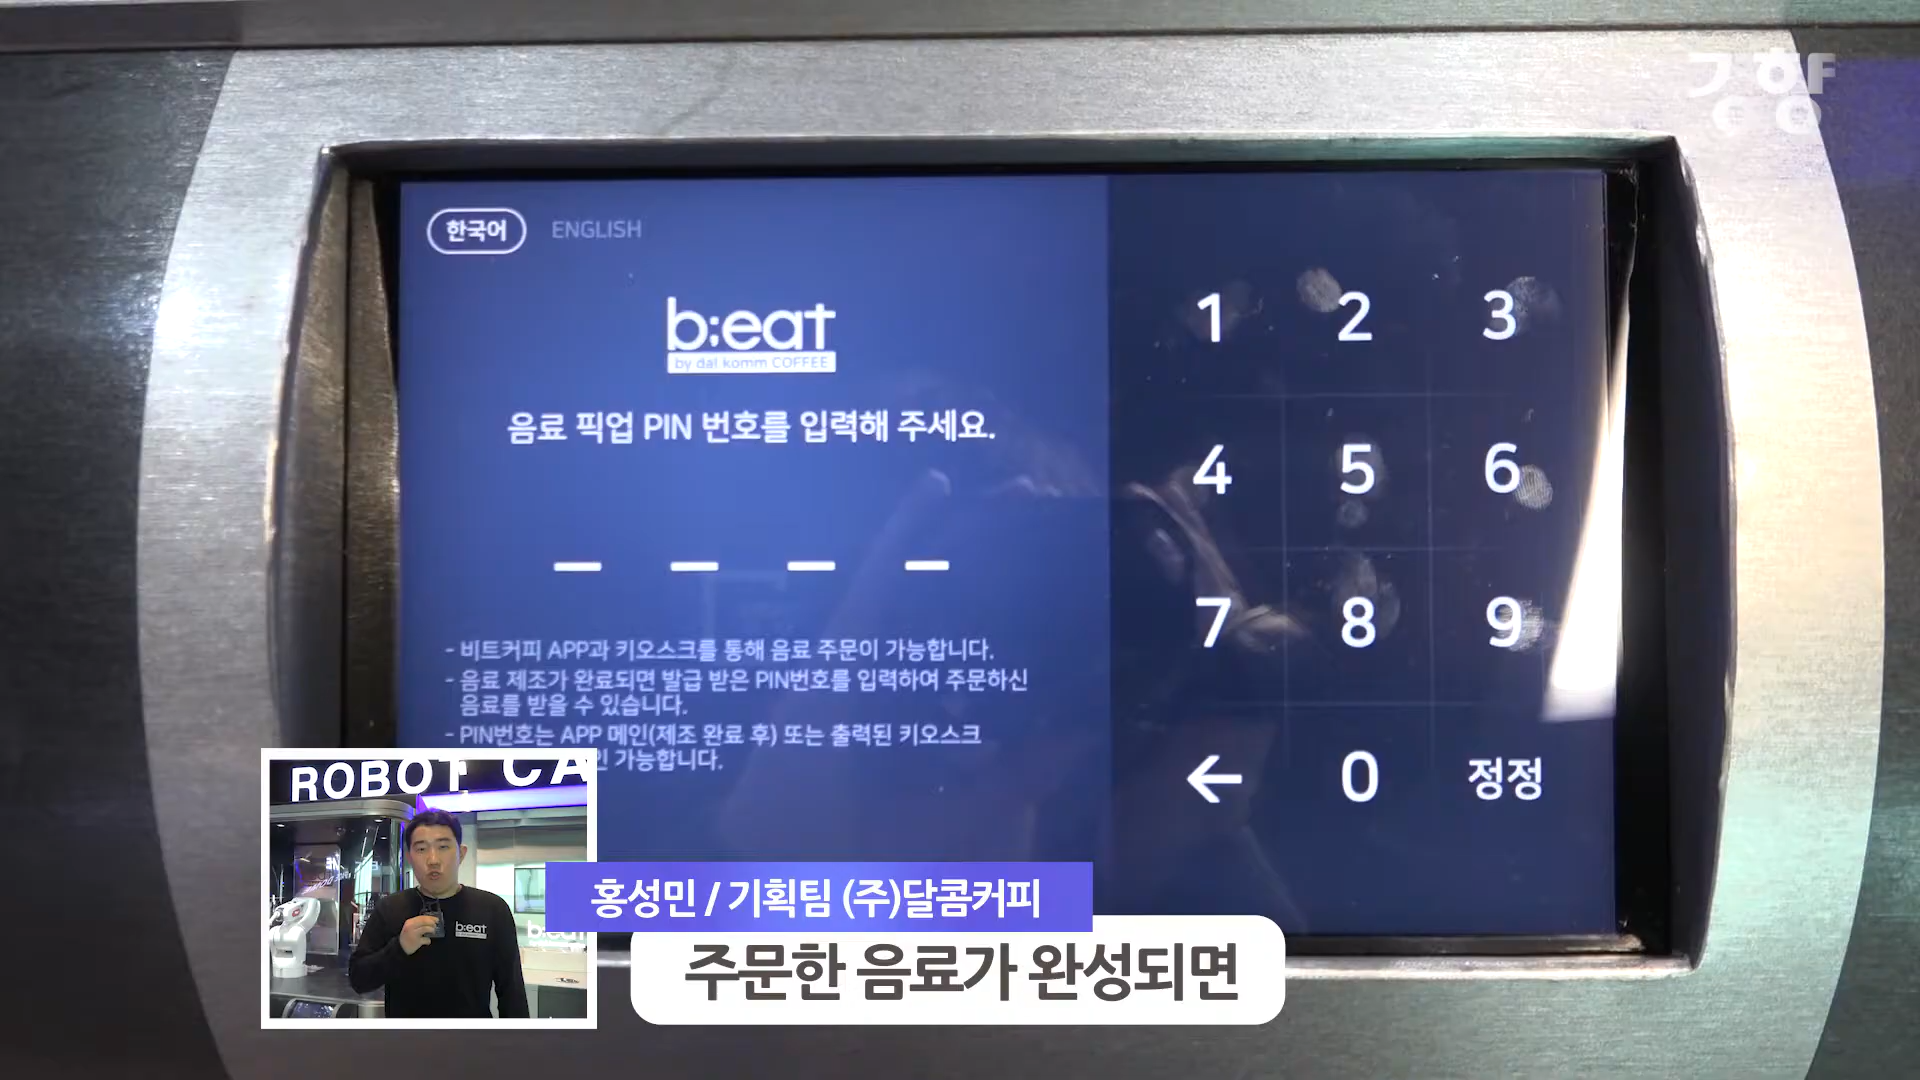 경향
한국어 ENGLISH
b;eat
by dal komm COFFEE
음료 픽업 PIN 번호를 입력해 주세요.
- 비트커피 APP과 키오스크를 통해 음료 주문이 가능합니다.
- 음료 제조가 완료되면 발급 받은 PIN번호를 입력하여 주문하신
음료를 받을 수 있습니다.
- PIN번호는 APP 메인(제조 완료 후) 또는 출력된 키오스크
가능합니다.
1 2 3
4 5 6
7 8 9
← 0 정정
ROBOT CA
b;eat
홍성민 / 기획팀 (주)달콤커피
주문한 음료가 완성되면